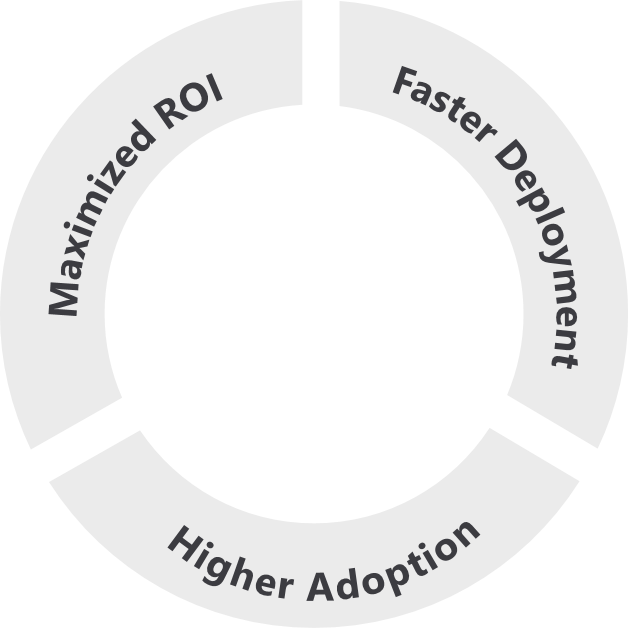 Maximized ROI
Faster Deployment
Higher Adoption